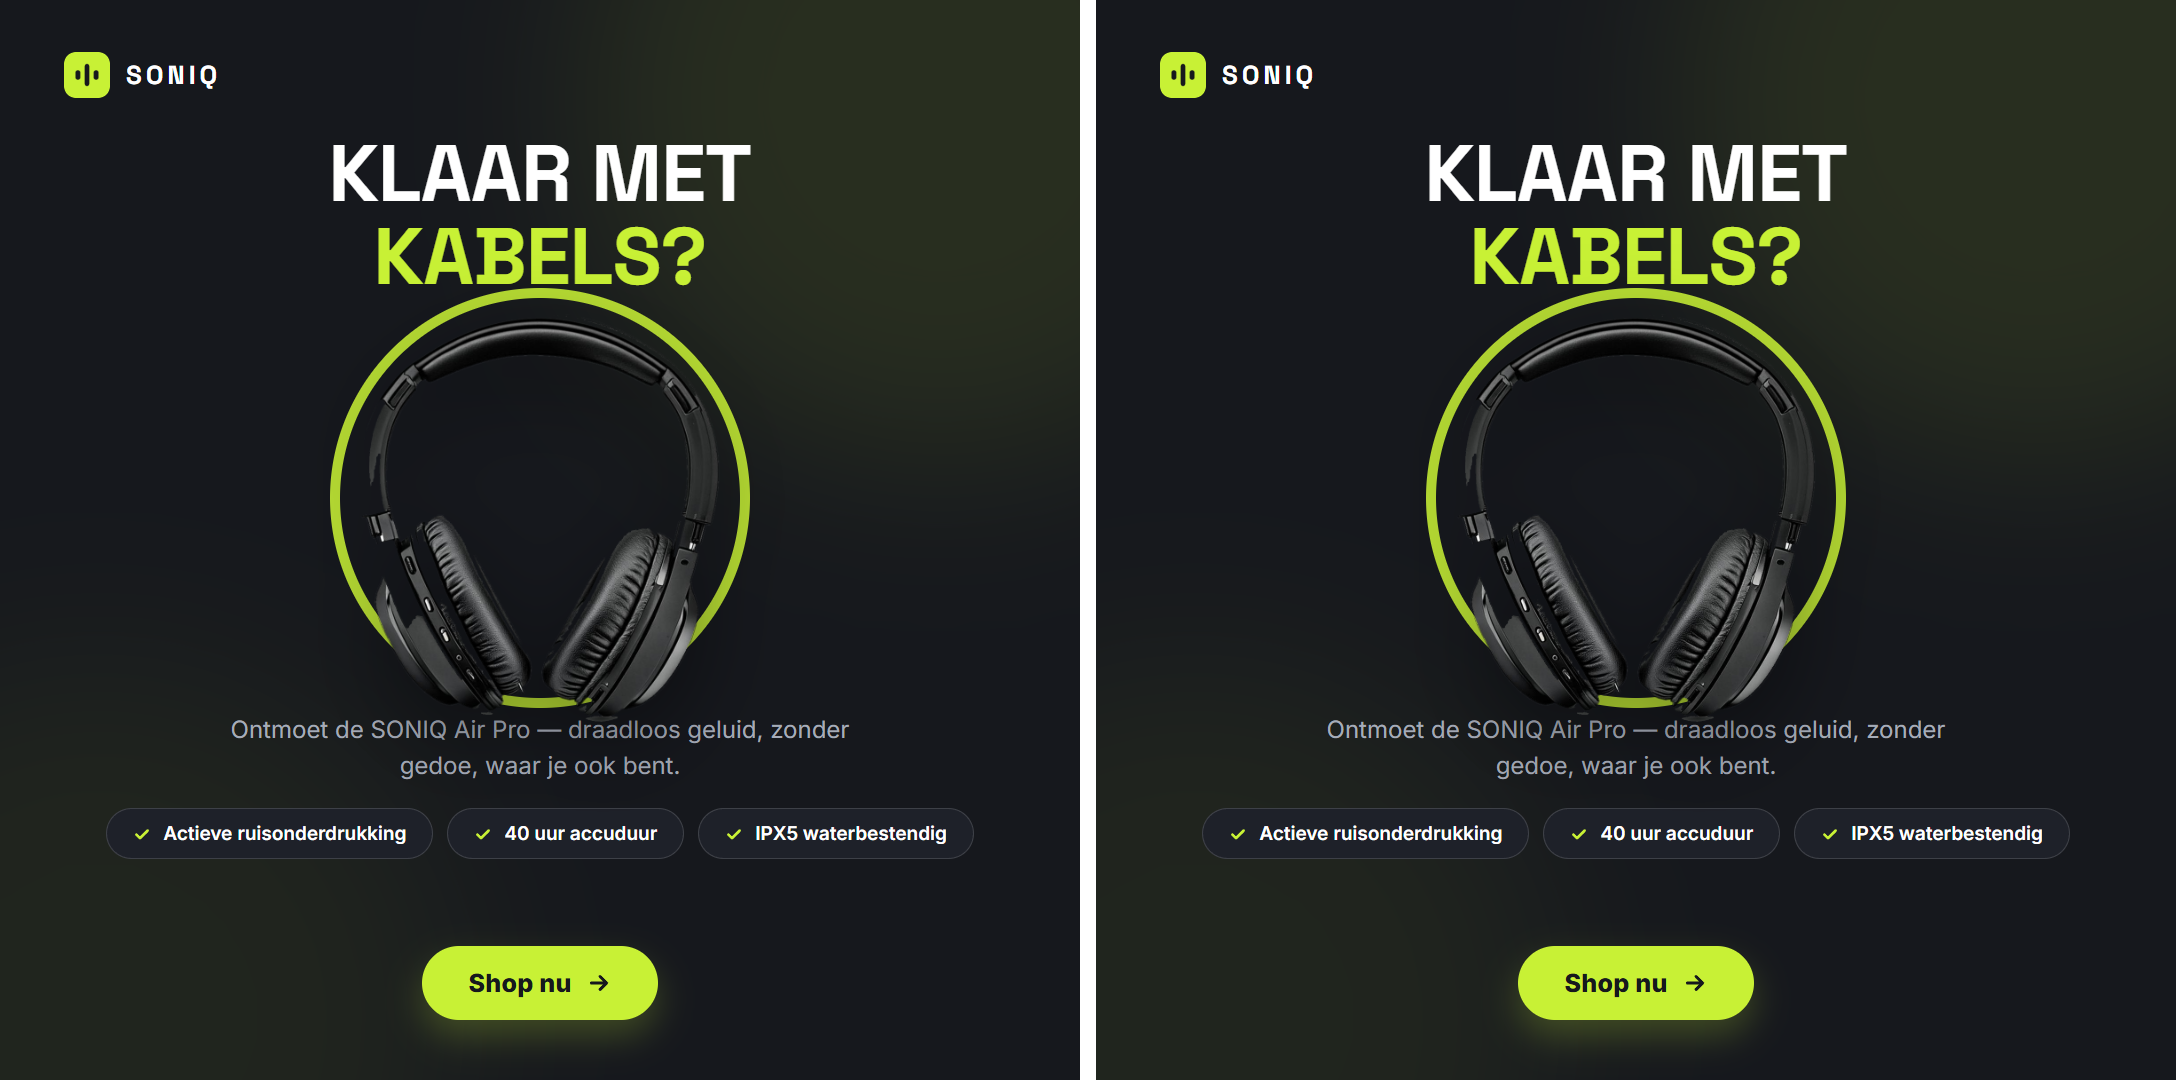 SONIQ
KLAAR MET
KABELS?
Ontmoet de SONIQ Air Pro — draadloos geluid, zonder
gedoe, waar je ook bent.
Actieve ruisonderdrukking
40 uur accuduur
IPX5 waterbestendig
Shop nu →
SONIQ
KLAAR MET
KABELS?
Ontmoet de SONIQ Air Pro — draadloos geluid, zonder
gedoe, waar je ook bent.
Actieve ruisonderdrukking
40 uur accuduur
IPX5 waterbestendig
Shop nu →